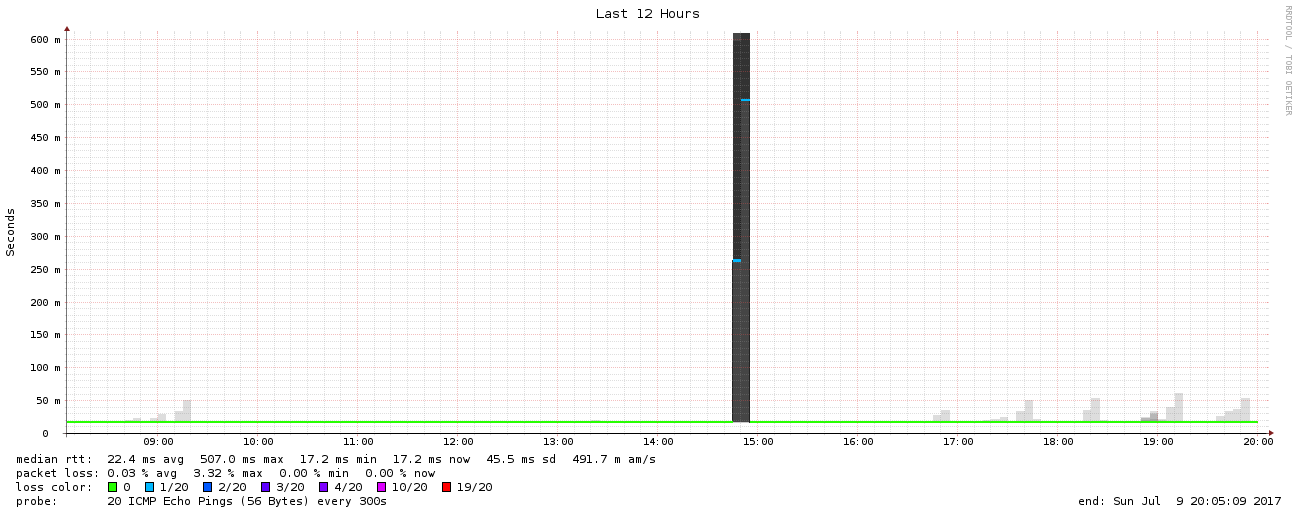 Last 12 Hours
RRDTOOL / TOBI OETIKER
Seconds
600 m
550 m
500 m
450 m
400 m
350 m
300 m
250 m
200 m
150 m
100 m
50 m
0
09:00 10:00 11:00 12:00 13:00 14:00 15:00 16:00 17:00 18:00 19:00 20:00
median rtt: 22.4 ms avg 507.0 ms max 17.2 ms min 17.2 ms now 45.5 ms sd 491.7 m am/s
packet loss: 0.03 % avg 3.32 % max 0.00 % min 0.00 % now
loss color: 0 1/20 2/20 3/20 4/20 10/20 19/20
probe: 20 ICMP Echo Pings (56 Bytes) every 300s end: Sun Jul 9 20:05:09 2017